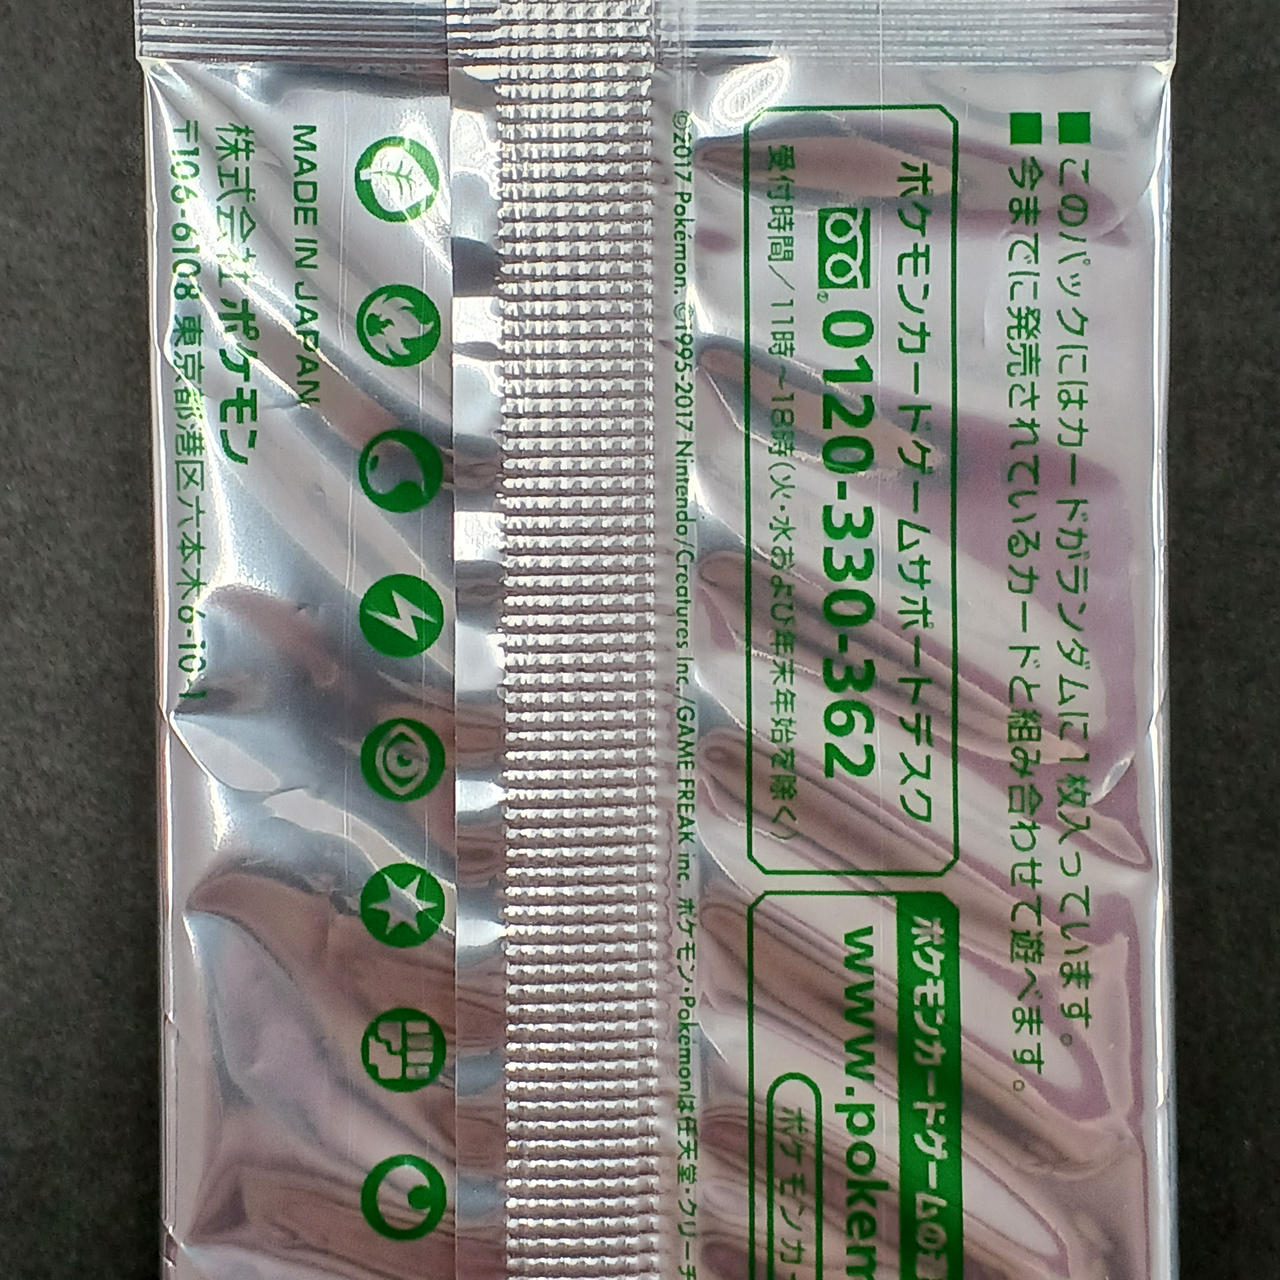 ■このパックにはカードがランダムに1枚入っています。
■今までに発売されているカードと組み合わせて遊べます。
ポケモンカードゲームサポートデスク
0120-330-362
受付時間／11時～18時(火・水および年末年始を除く)
ポケモンカードゲームの
www.pokem
ポケモンカー
©2017 Pokémon. ©1995-2017 Nintendo/Creatures Inc./GAME FREAK inc. ポケモン・Pokémonは任天堂・クリーチ
MADE IN JAPAN
株式会社ポケモン
〒106-6108 東京都港区六本木6-10-1